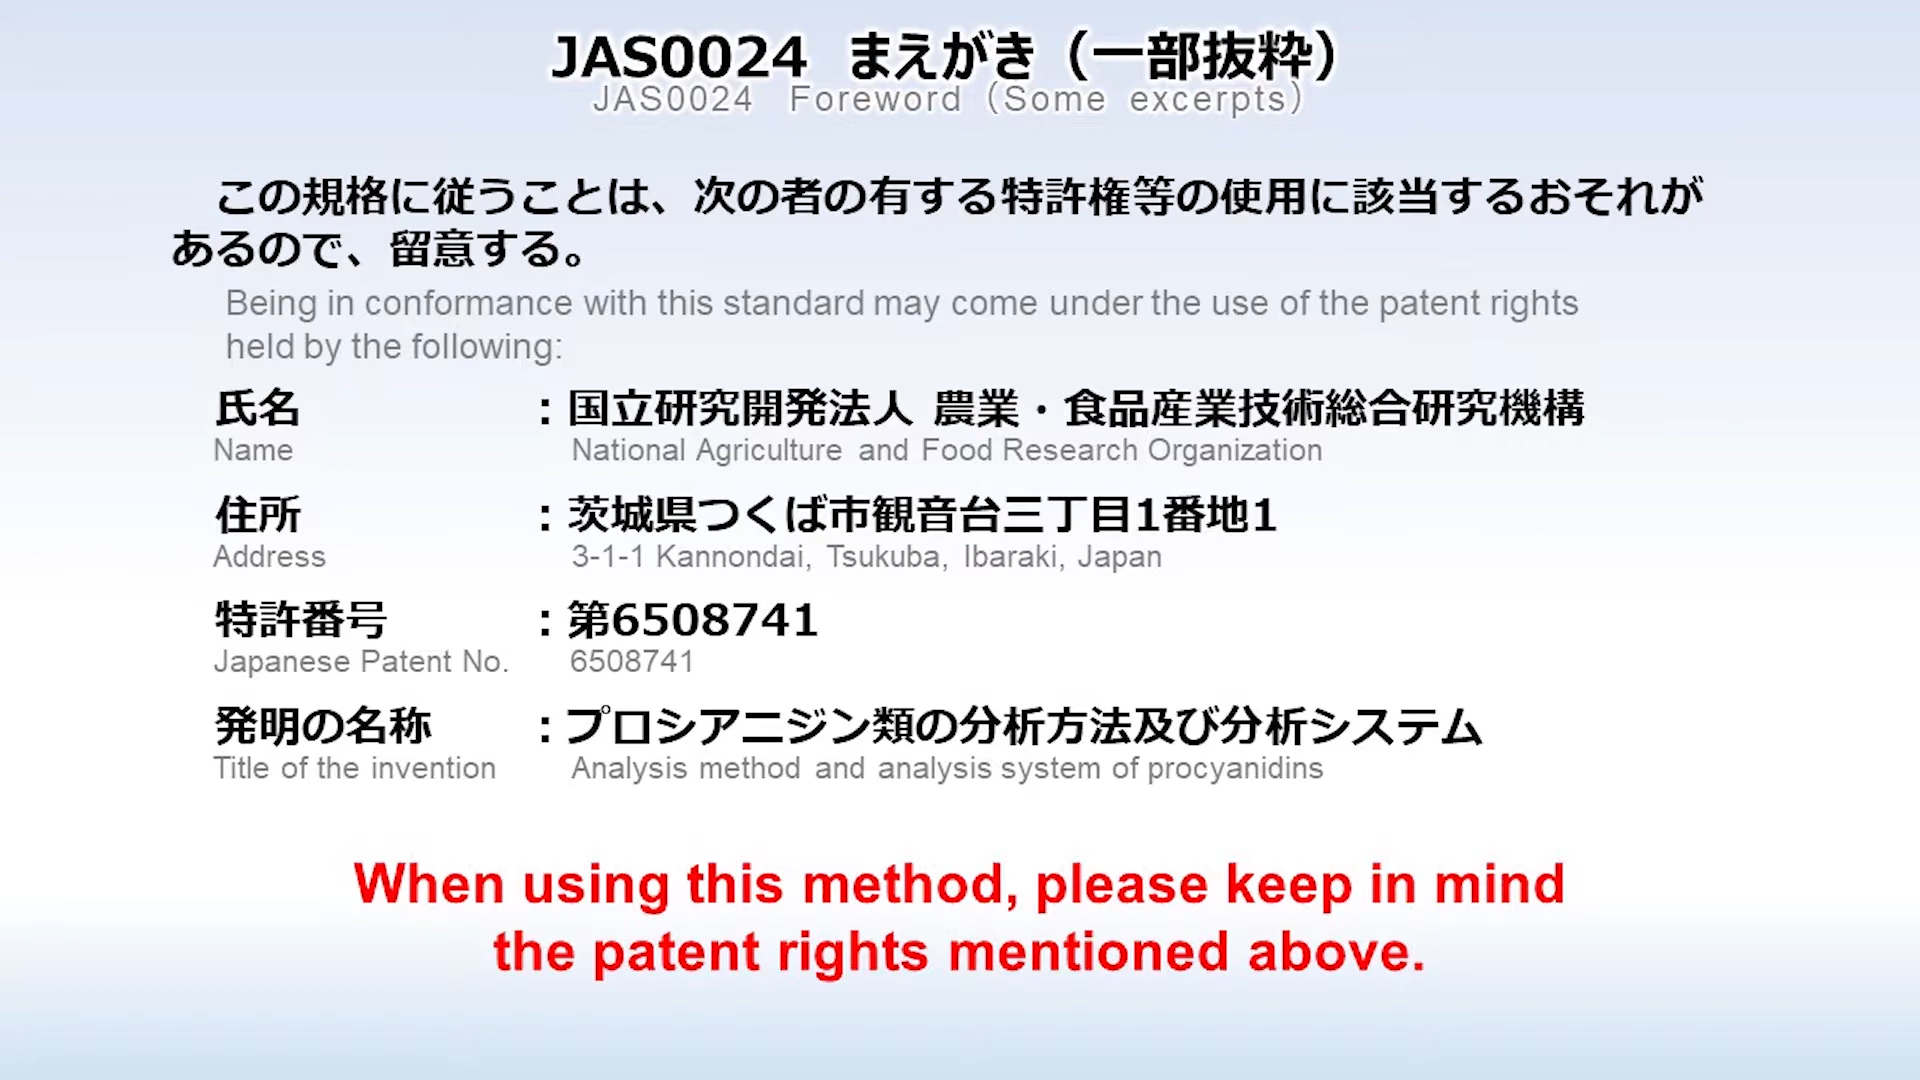 JAS0024 まえがき（一部抜粋）
JAS0024 Foreword（Some excerpts）
この規格に従うことは、次の者の有する特許権等の使用に該当するおそれが
あるので、留意する。
Being in conformance with this standard may come under the use of the patent rights
held by the following:
氏名 ：国立研究開発法人 農業・食品産業技術総合研究機構
Name National Agriculture and Food Research Organization
住所 ：茨城県つくば市観音台三丁目1番地1
Address 3-1-1 Kannondai, Tsukuba, Ibaraki, Japan
特許番号 ：第6508741
Japanese Patent No. 6508741
発明の名称 ：プロシアニジン類の分析方法及び分析システム
Title of the invention Analysis method and analysis system of procyanidins
When using this method, please keep in mind
the patent rights mentioned above.